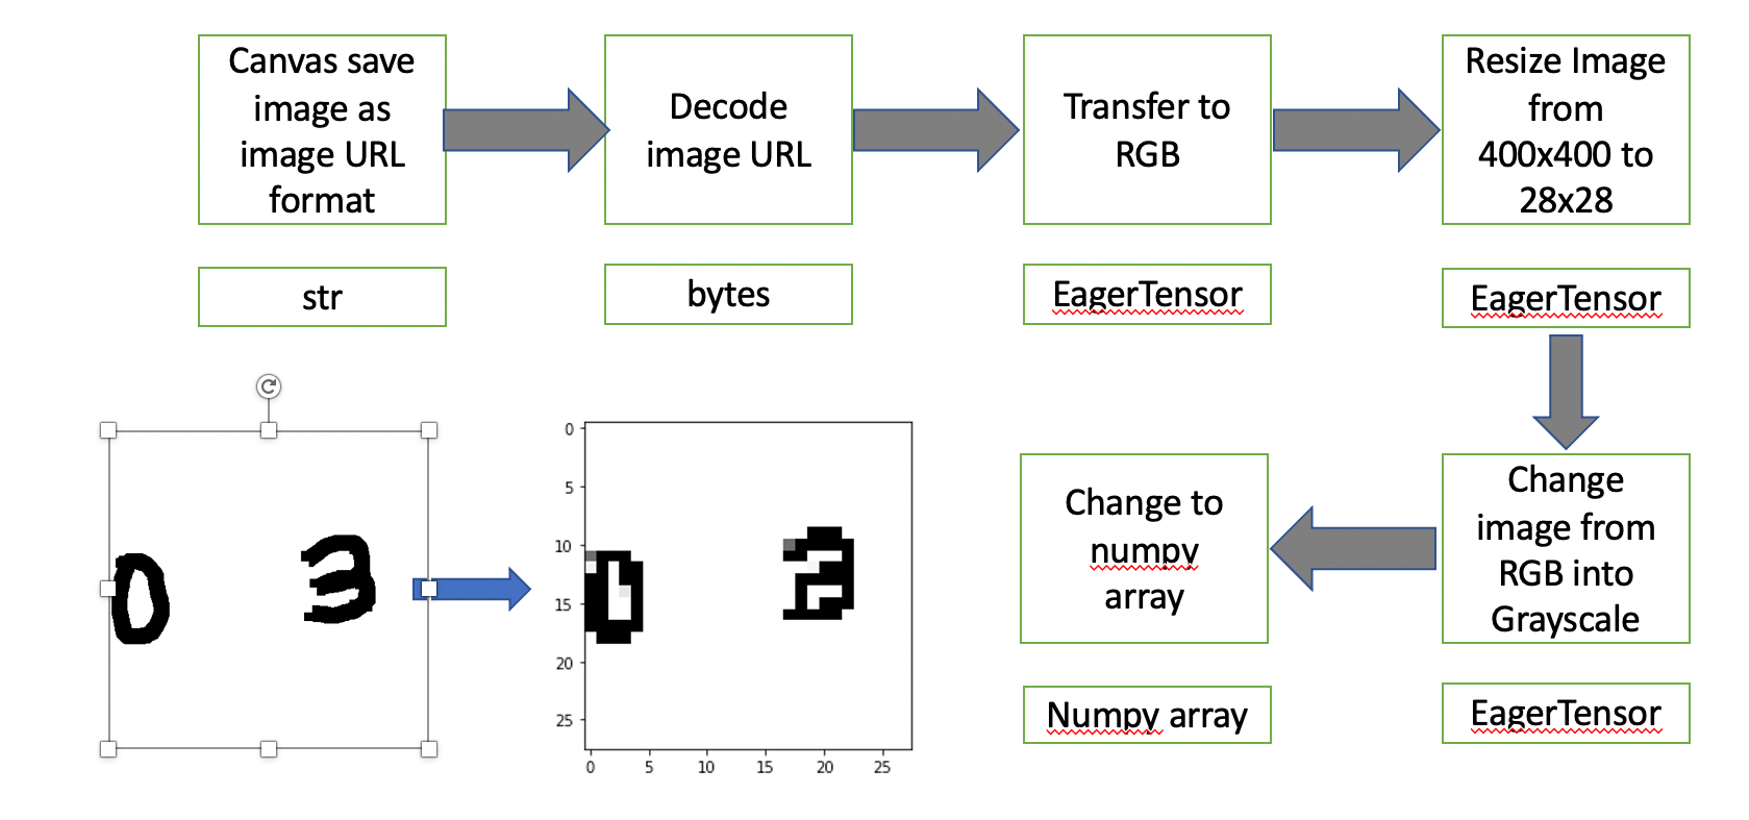 Canvas save
image as
image URL
format
Decode
image URL
Transfer to
RGB
Resize Image
from
400x400 to
28x28
str
bytes
EagerTensor
EagerTensor
0 3
0
5
10
15
20
25
0 5 10 15 20 25
Change to
numpy
array
Change
image from
RGB into
Grayscale
Numpy array
EagerTensor